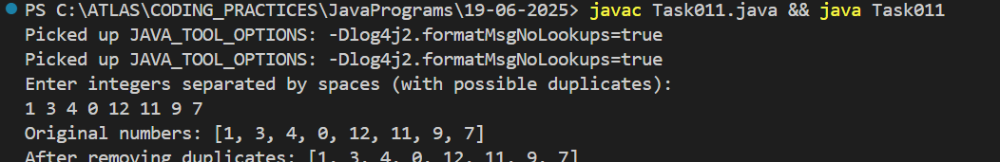 PS C:\ATLAS\CODING_PRACTICES\JavaPrograms\19-06-2025> javac Task011.java && java Task011
Picked up JAVA_TOOL_OPTIONS: -Dlog4j2.formatMsgNoLookups=true
Picked up JAVA_TOOL_OPTIONS: -Dlog4j2.formatMsgNoLookups=true
Enter integers separated by spaces (with possible duplicates):
1 3 4 0 12 11 9 7
Original numbers: [1, 3, 4, 0, 12, 11, 9, 7]
After removing duplicates: [1, 3, 4, 0, 12, 11, 9, 7]